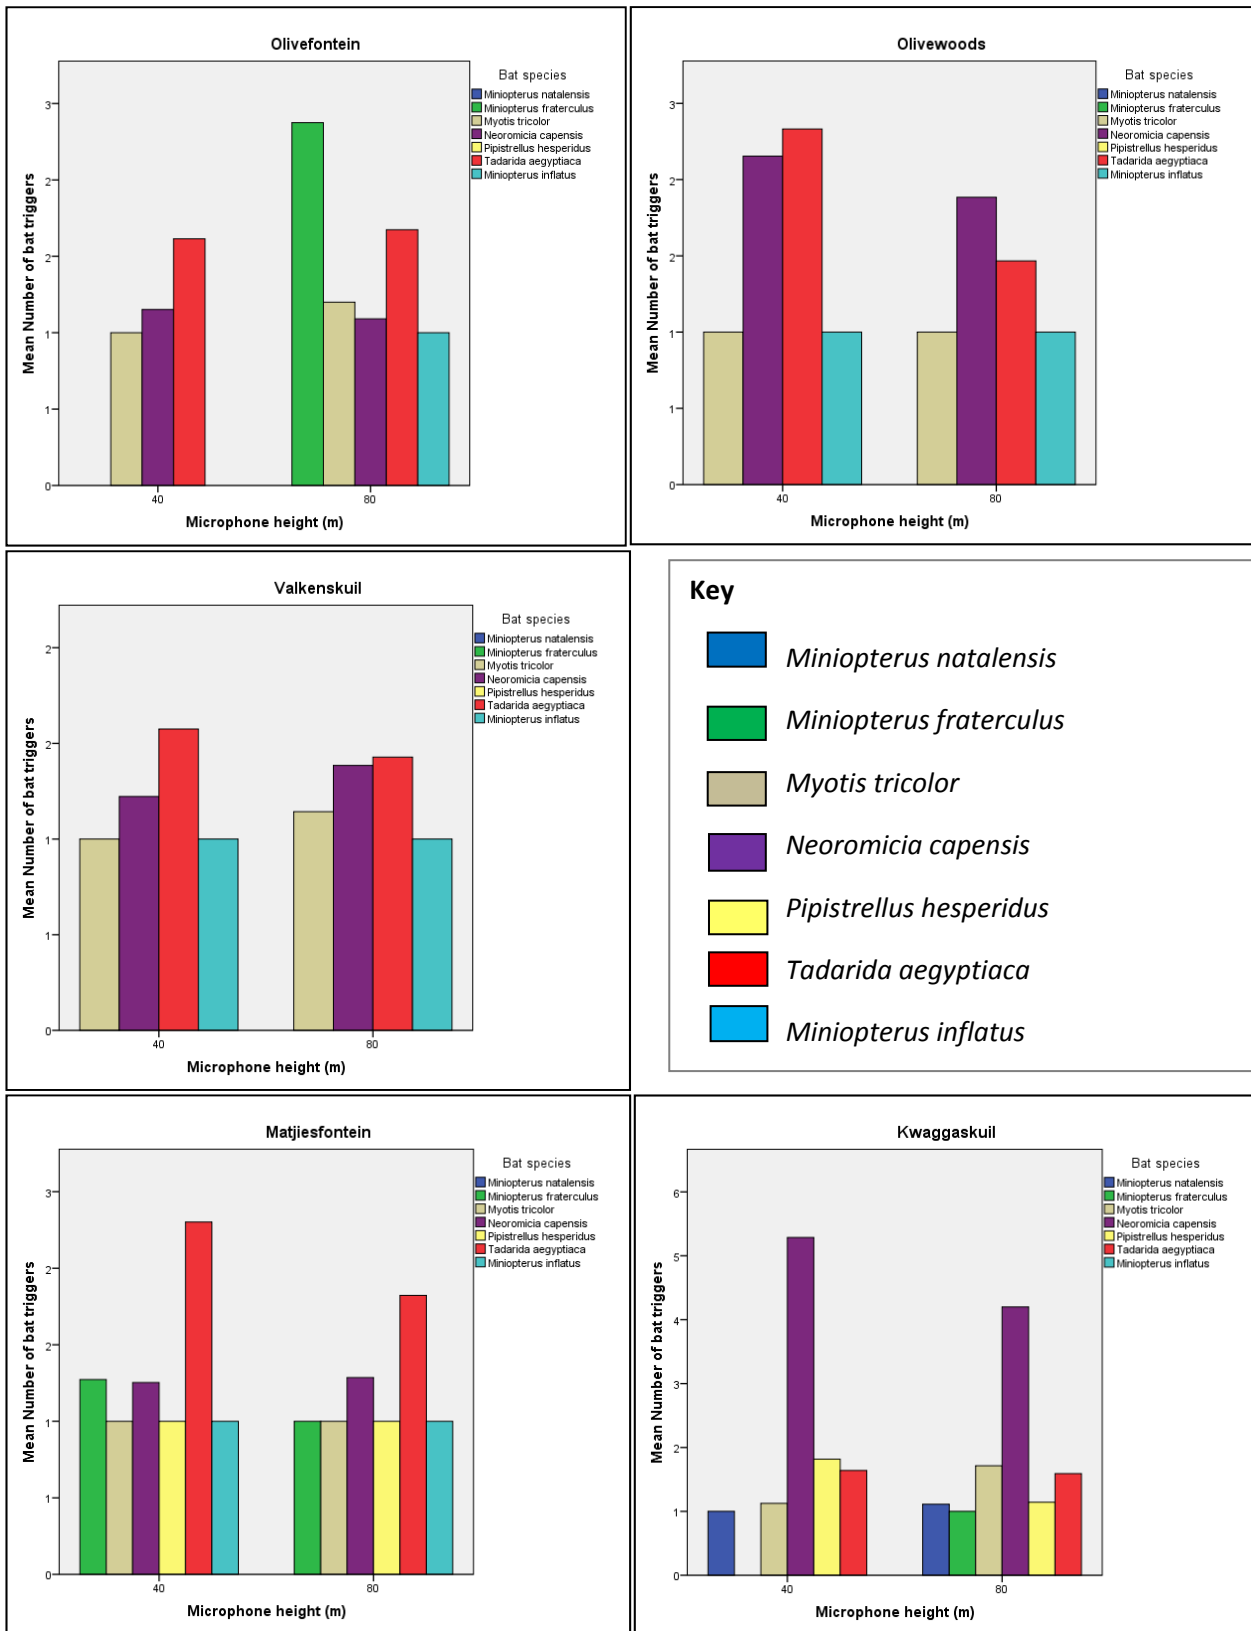 Olivefontein
Bat species
Miniopterus natalensis
Miniopterus fraterculus
Myotis tricolor
Neoromicia capensis
Pipistrellus hesperidus
Tadarida aegyptiaca
Miniopterus inflatus
Mean Number of bat triggers
3
2
2
1
1
0
40
80
Microphone height (m)
Olivewoods
Bat species
Miniopterus natalensis
Miniopterus fraterculus
Myotis tricolor
Neoromicia capensis
Pipistrellus hesperidus
Tadarida aegyptiaca
Miniopterus inflatus
Mean Number of bat triggers
3
2
2
1
1
0
40
80
Microphone height (m)
Valkenskuil
Bat species
Miniopterus natalensis
Miniopterus fraterculus
Myotis tricolor
Neoromicia capensis
Pipistrellus hesperidus
Tadarida aegyptiaca
Miniopterus inflatus
Mean Number of bat triggers
2
2
1
1
0
40
80
Microphone height (m)
Key
Miniopterus natalensis
Miniopterus fraterculus
Myotis tricolor
Neoromicia capensis
Pipistrellus hesperidus
Tadarida aegyptiaca
Miniopterus inflatus
Matjiesfontein
Bat species
Miniopterus natalensis
Miniopterus fraterculus
Myotis tricolor
Neoromicia capensis
Pipistrellus hesperidus
Tadarida aegyptiaca
Miniopterus inflatus
Mean Number of bat triggers
3
2
2
1
1
0
40
80
Microphone height (m)
Kwaggaskuil
Bat species
Miniopterus natalensis
Miniopterus fraterculus
Myotis tricolor
Neoromicia capensis
Pipistrellus hesperidus
Tadarida aegyptiaca
Miniopterus inflatus
Mean Number of bat triggers
6
5
4
3
2
1
0
40
80
Microphone height (m)